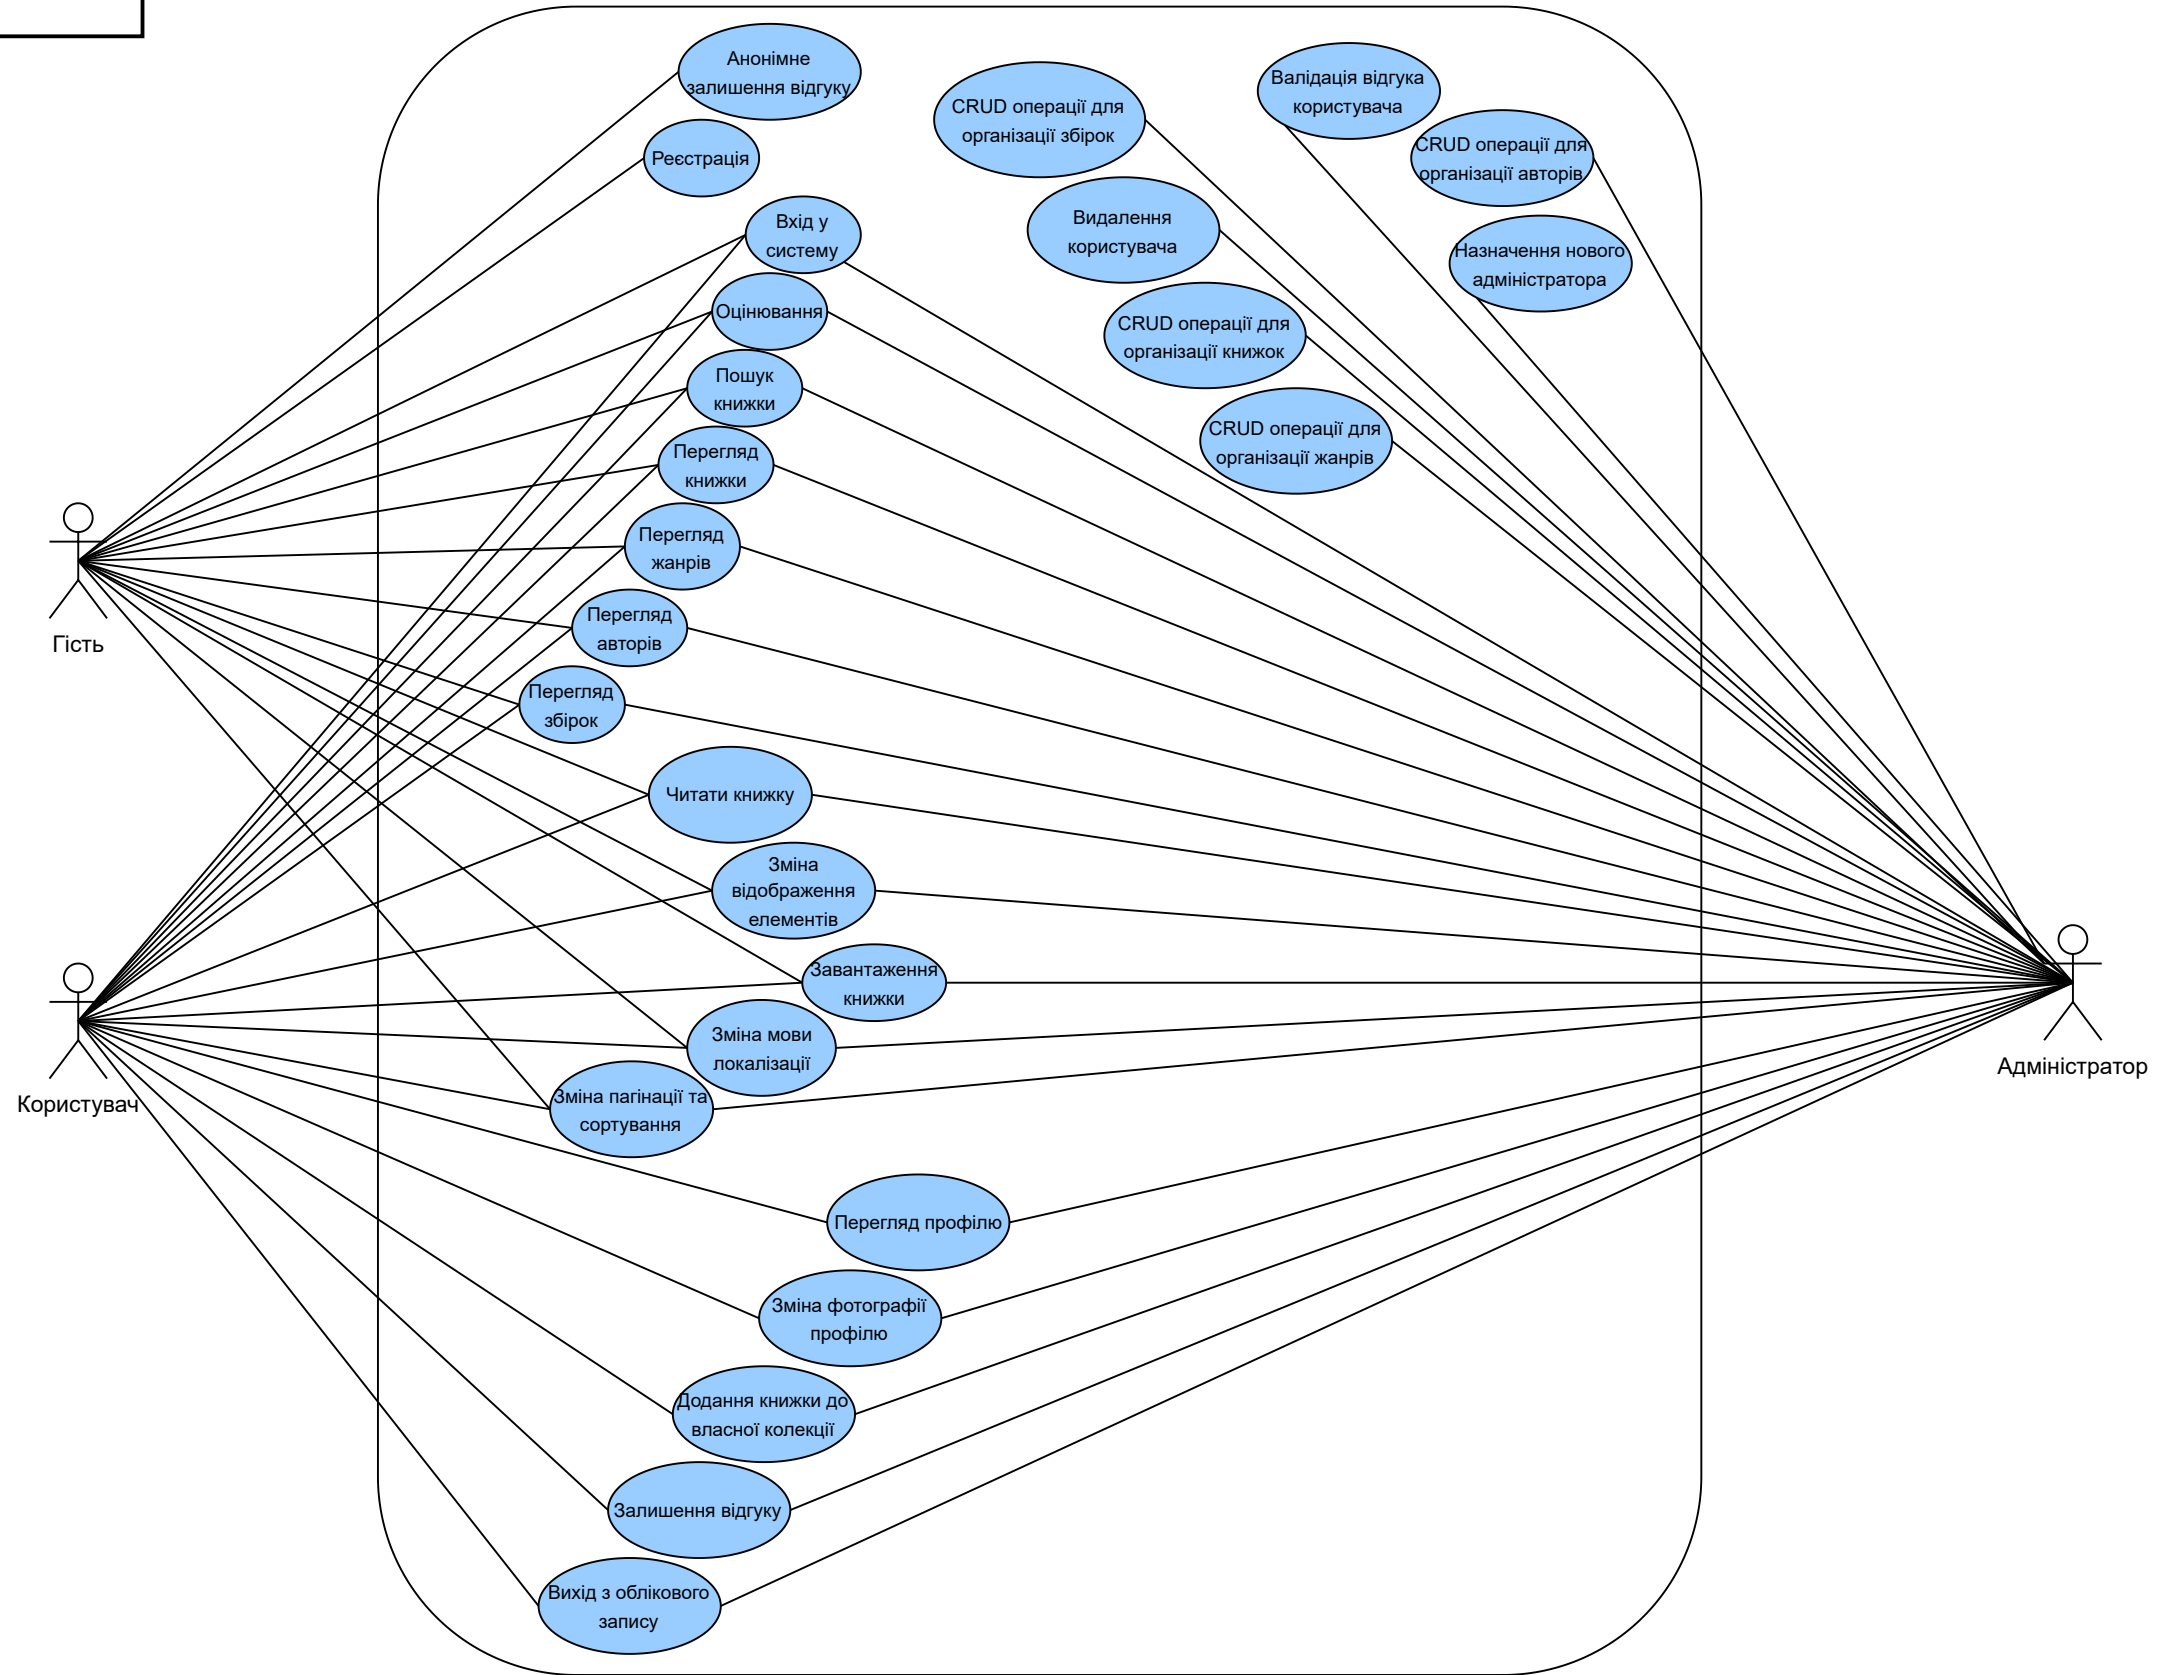 Анонімне
залишення відгуку
Реєстрація
Вхід у
систему
Оцінювання
Пошук
книжки
Перегляд
книжки
Перегляд
жанрів
Перегляд
авторів
Перегляд
збірок
Читати книжку
Зміна
відображення
елементів
Завантаження
книжки
Зміна мови
локалізації
Зміна пагінації та
сортування
Перегляд профілю
Зміна фотографії
профілю
Додання книжки до
власної колекції
Залишення відгуку
Вихід з облікового
запису
CRUD операції для
організації збірок
Видалення
користувача
CRUD операції для
організації книжок
CRUD операції для
організації жанрів
Валідація відгука
користувача
CRUD операції для
організації авторів
Назначення нового
адміністратора
Гість
Користувач
Адміністратор